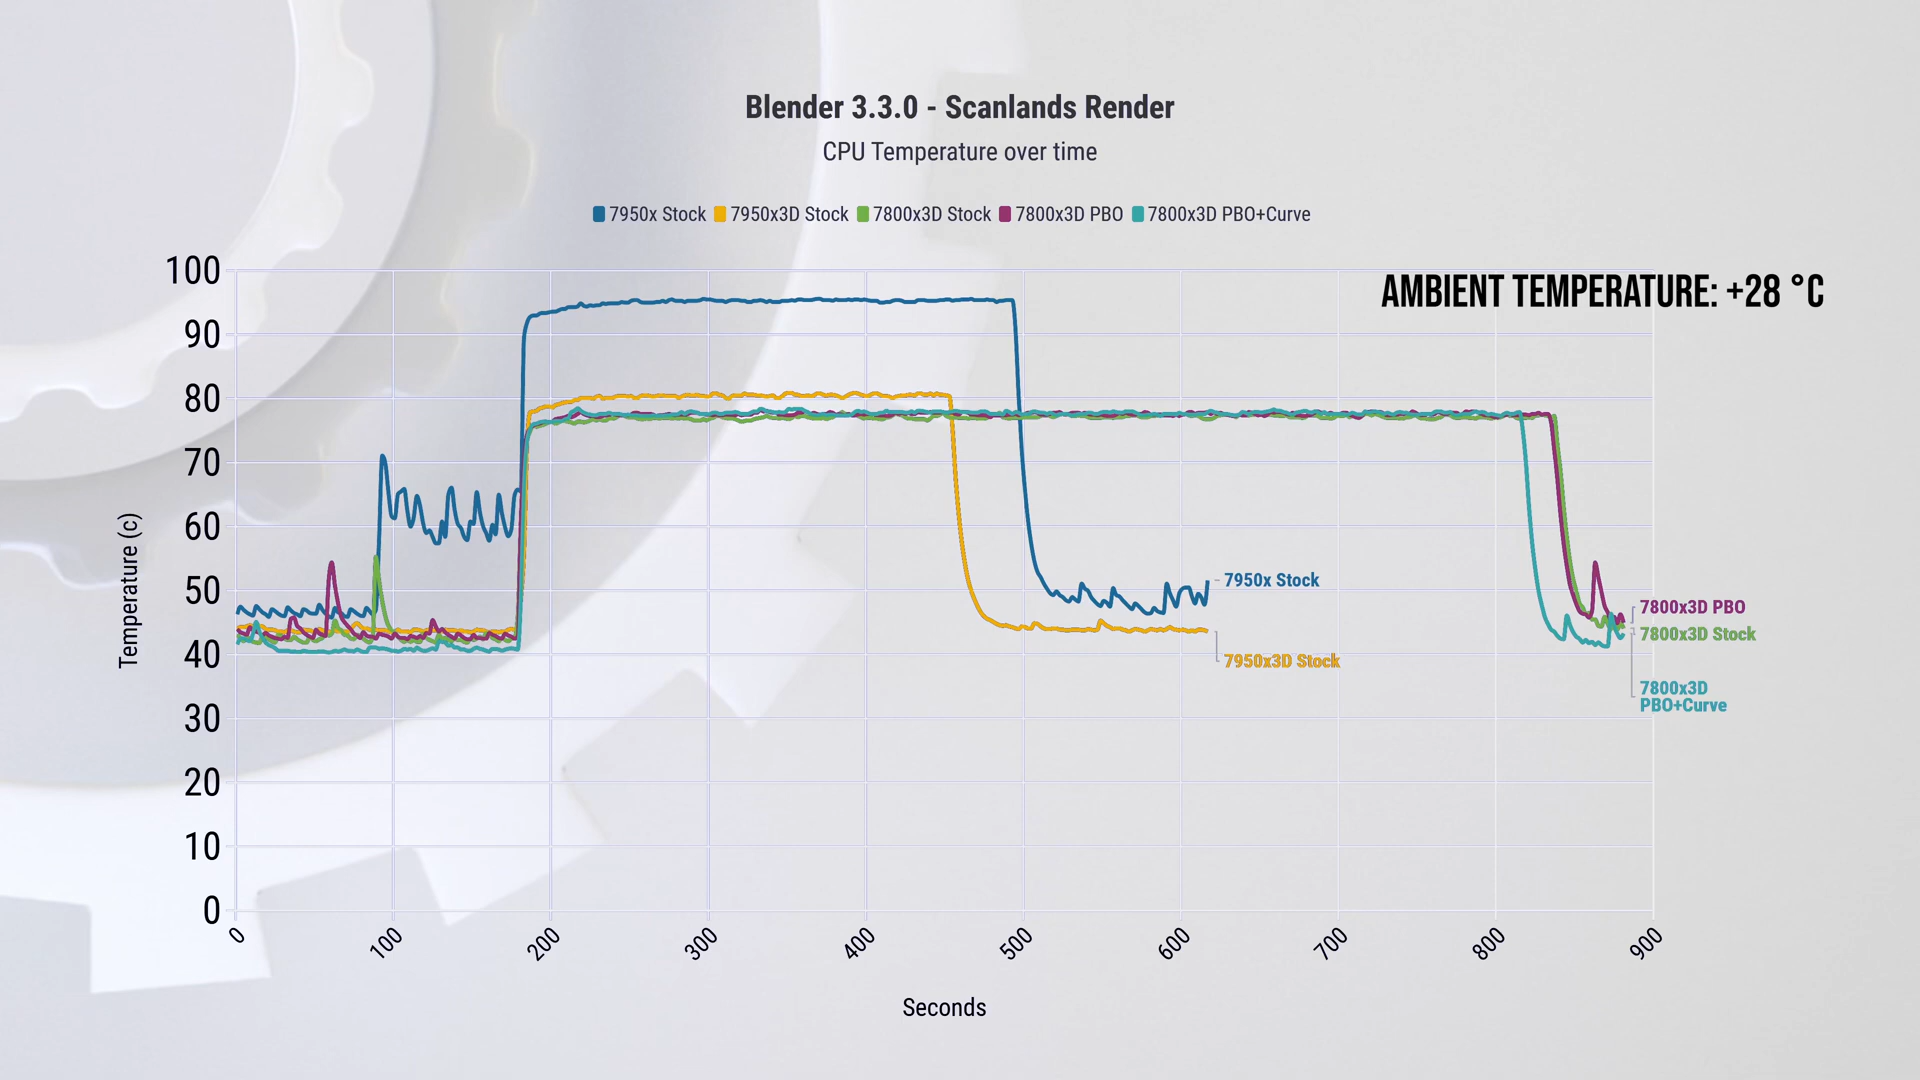 Blender 3.3.0 - Scanlands Render
CPU Temperature over time
7950x Stock 7950x3D Stock 7800x3D Stock 7800x3D PBO 7800x3D PBO+Curve
AMBIENT TEMPERATURE: +28 °C
Temperature (c)
100
90
80
70
60
50
40
30
20
10
0
7950x Stock
7950x3D Stock
7800x3D PBO
7800x3D Stock
7800x3D
PBO+Curve
0 100 200 300 400 500 600 700 800 900
Seconds